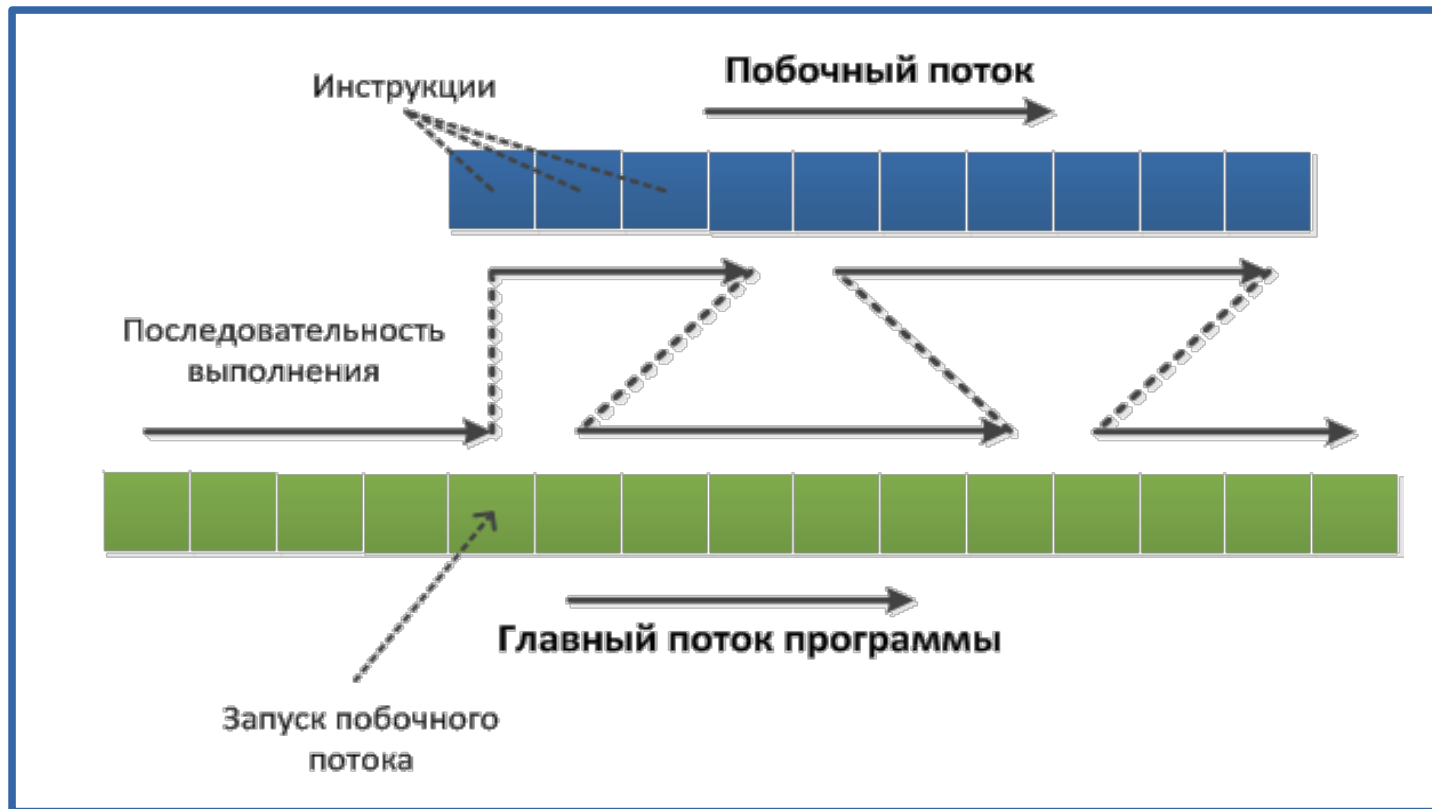 Побочный поток
Инструкции
Последовательность
выполнения
Главный поток программы
Запуск побочного
потока